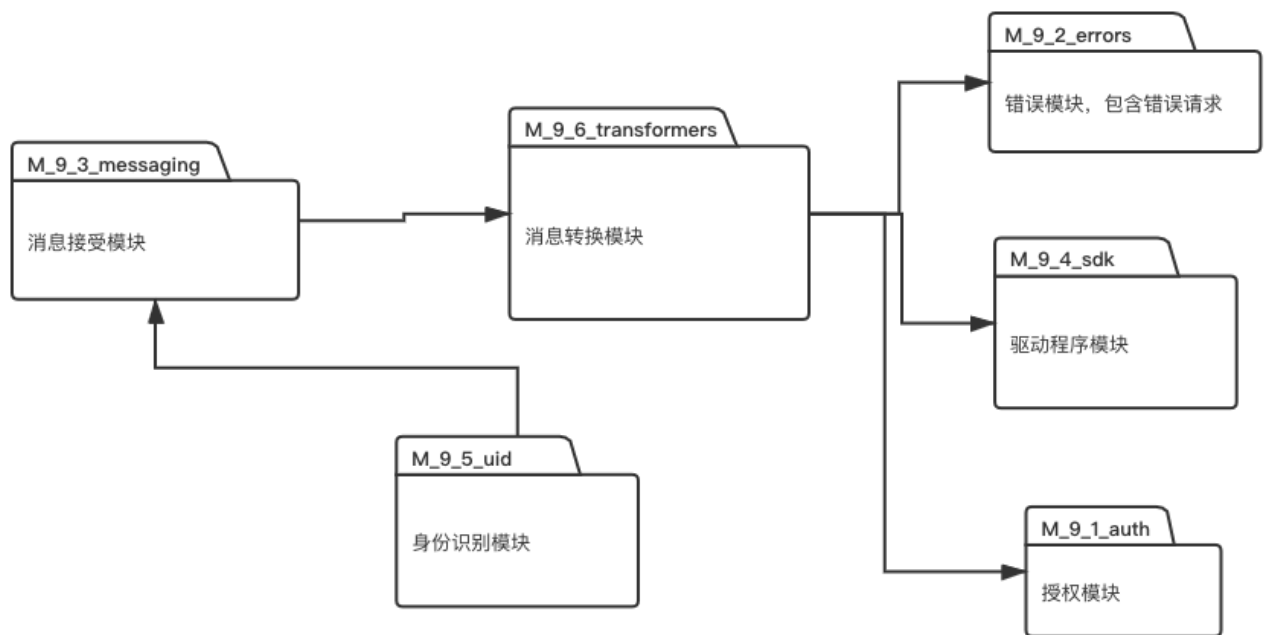 M_9_2_errors
错误模块，包含错误请求
M_9_6_transformers
消息转换模块
M_9_3_messaging
消息接受模块
M_9_4_sdk
驱动程序模块
M_9_5_uid
身份识别模块
M_9_1_auth
授权模块